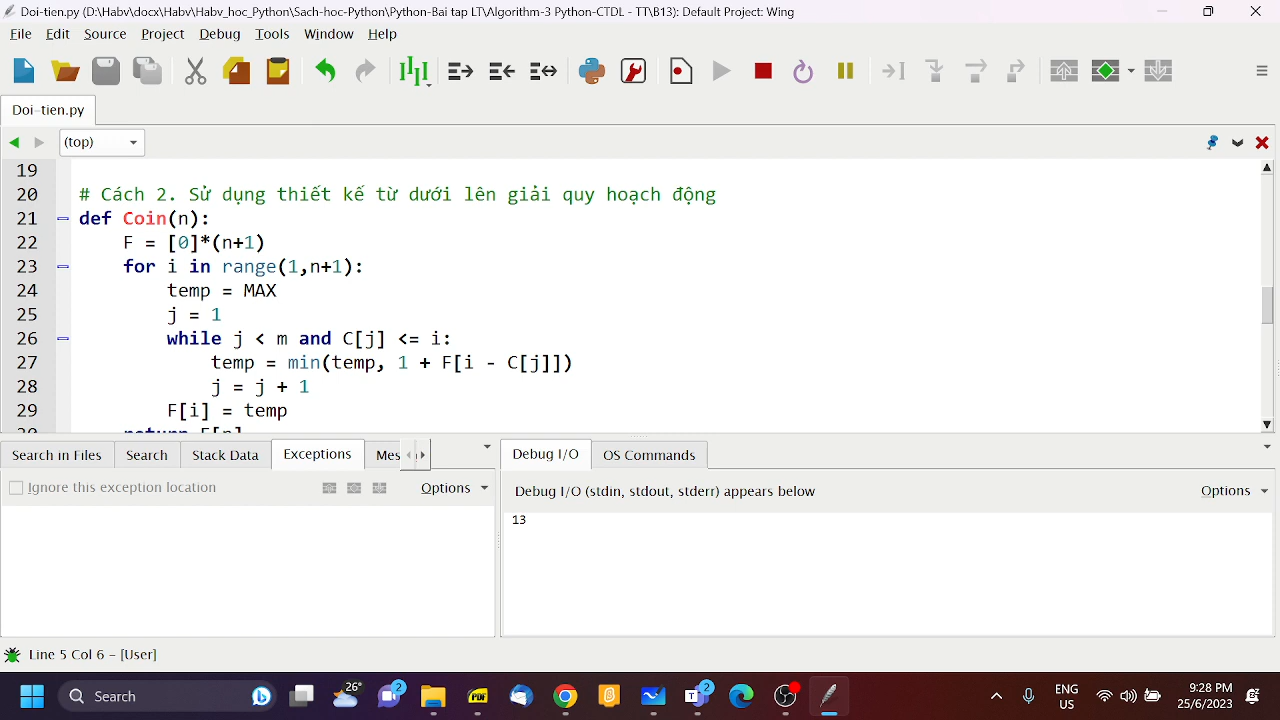 Doi-tien.py (D:\Habv\docx\Habv\Habv_hoc_Python\Sach-hoc-Python\Python-Bai tap LT\Algorithm-3 Python-CTDL - TT\B13): Default Project: Wing
File Edit Source Project Debug Tools Window Help
Doi-tien.py
(top)
19
20 # Cách 2. Sử dụng thiết kế từ dưới lên giải quy hoạch động
21 def Coin(n):
22 F = [0]*(n+1)
23 for i in range(1,n+1):
24 temp = MAX
25 j = 1
26 while j < m and C[j] <= i:
27 temp = min(temp, 1 + F[i - C[j]])
28 j = j + 1
29 F[i] = temp
30 return F[n]
Search in Files Search Stack Data Exceptions Mes Debug I/O OS Commands
Ignore this exception location Options Debug I/O (stdin, stdout, stderr) appears below Options
13
Line 5 Col 6 – [User]
Search 26° 2 PDF 2 ENG US 9:28 PM 25/6/2023